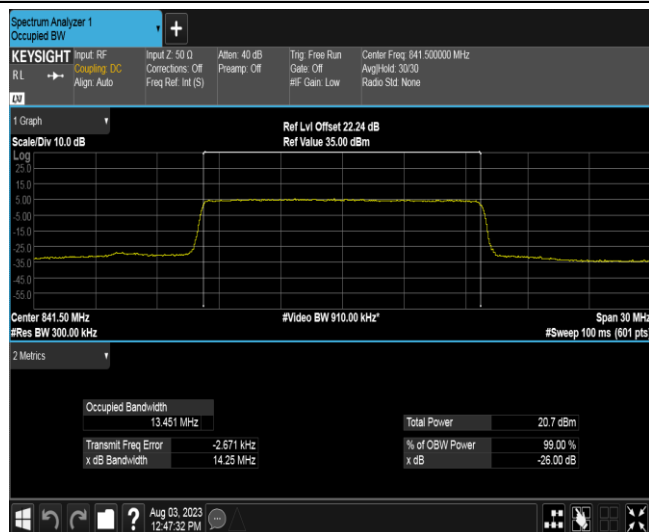 Spectrum Analyzer 1
Occupied BW
KEYSIGHT
RL
LXI
Input: RF
Coupling: DC
Align: Auto
Input Z: 50 Ω
Corrections: Off
Freq Ref: Int (S)
Atten: 40 dB
Preamp: Off
Trig: Free Run
Gate: Off
#IF Gain: Low
Center Freq: 841.500000 MHz
Avg|Hold: 30/30
Radio Std: None
1 Graph
Scale/Div 10.0 dB
Ref Lvl Offset 22.24 dB
Ref Value 35.00 dBm
Log
25.0
15.0
5.00
-5.00
-15.0
-25.0
-35.0
-45.0
-55.0
Center 841.50 MHz
#Res BW 300.00 kHz
#Video BW 910.00 kHz*
Span 30 MHz
#Sweep 100 ms (601 pts)
2 Metrics
Occupied Bandwidth
13.451 MHz
Transmit Freq Error -2.671 kHz
x dB Bandwidth 14.25 MHz
Total Power 20.7 dBm
% of OBW Power 99.00 %
x dB -26.00 dB
?
Aug 03, 2023
12:47:32 PM